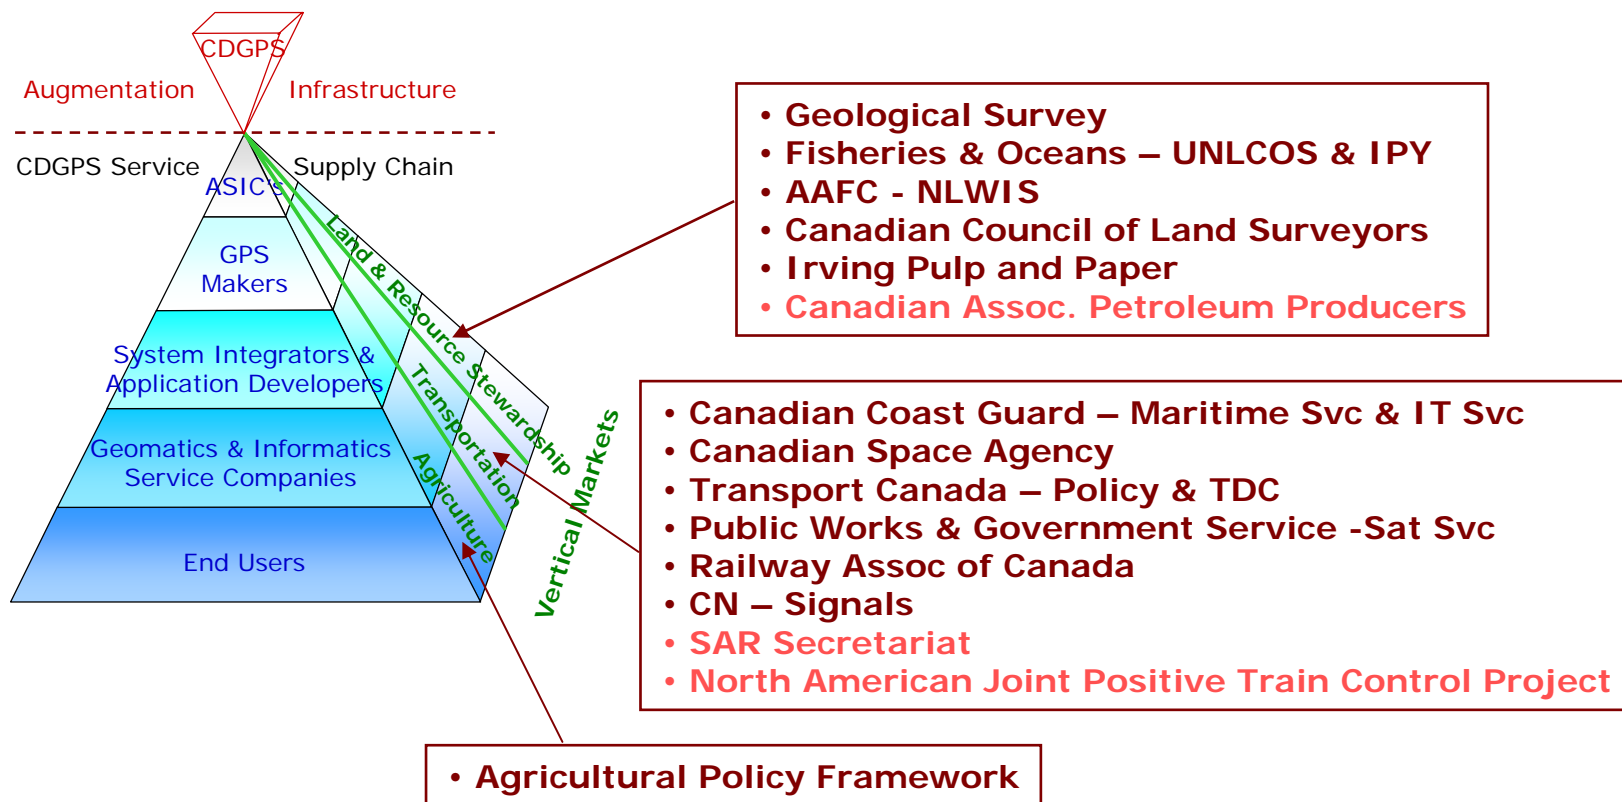 CDGPS
Augmentation Infrastructure
CDGPS Service Supply Chain
ASIC's
GPS
Makers
System Integrators &
Application Developers
Geomatics & Informatics
Service Companies
End Users
Land & Resource Stewardship
Transportation
Agriculture
Vertical Markets
• Geological Survey
• Fisheries & Oceans – UNLCOS & IPY
• AAFC - NLWIS
• Canadian Council of Land Surveyors
• Irving Pulp and Paper
• Canadian Assoc. Petroleum Producers
• Canadian Coast Guard – Maritime Svc & IT Svc
• Canadian Space Agency
• Transport Canada – Policy & TDC
• Public Works & Government Service -Sat Svc
• Railway Assoc of Canada
• CN – Signals
• SAR Secretariat
• North American Joint Positive Train Control Project
• Agricultural Policy Framework